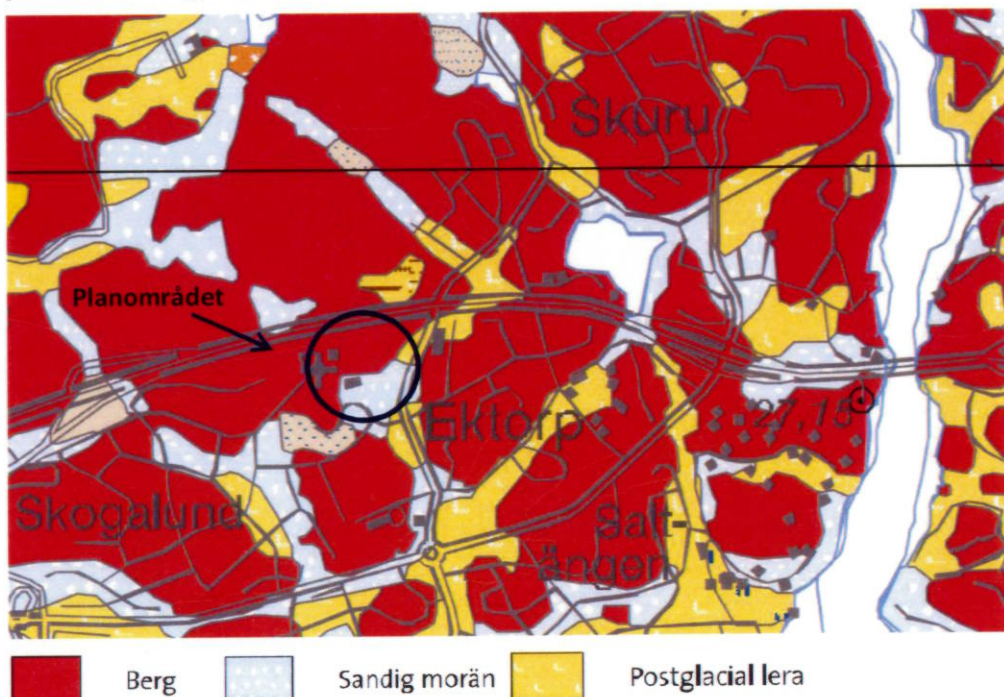 Skuru
Planområdet
Ektorp
27,15
Skogalund
Salt-
ängen
Berg
Sandig morän
Postglacial lera